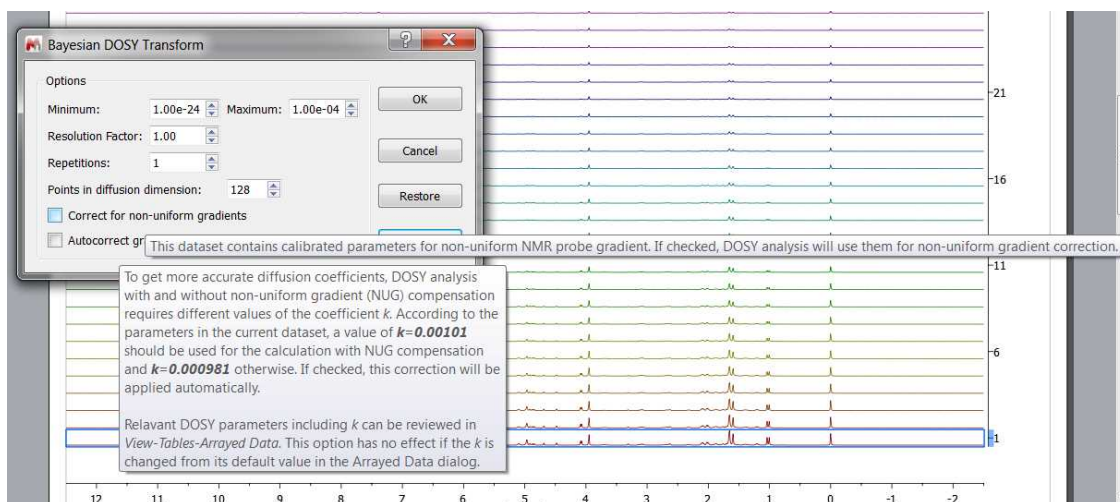 Bayesian DOSY Transform
Options
Minimum: 1.00e-24 Maximum: 1.00e-04
Resolution Factor: 1.00
Repetitions: 1
Points in diffusion dimension: 128
Correct for non-uniform gradients
Autocorrect gr
OK
Cancel
Restore
This dataset contains calibrated parameters for non-uniform NMR probe gradient. If checked, DOSY analysis will use them for non-uniform gradient correction.
To get more accurate diffusion coefficients, DOSY analysis
with and without non-uniform gradient (NUG) compensation
requires different values of the coefficient k. According to the
parameters in the current dataset, a value of k=0.00101
should be used for the calculation with NUG compensation
and k=0.000981 otherwise. If checked, this correction will be
applied automatically.
Relavant DOSY parameters including k can be reviewed in
View-Tables-Arrayed Data. This option has no effect if the k is
changed from its default value in the Arrayed Data dialog.
21
16
11
6
1
12 11 10 9 8 7 6 5 4 3 2 1 0 -1 -2